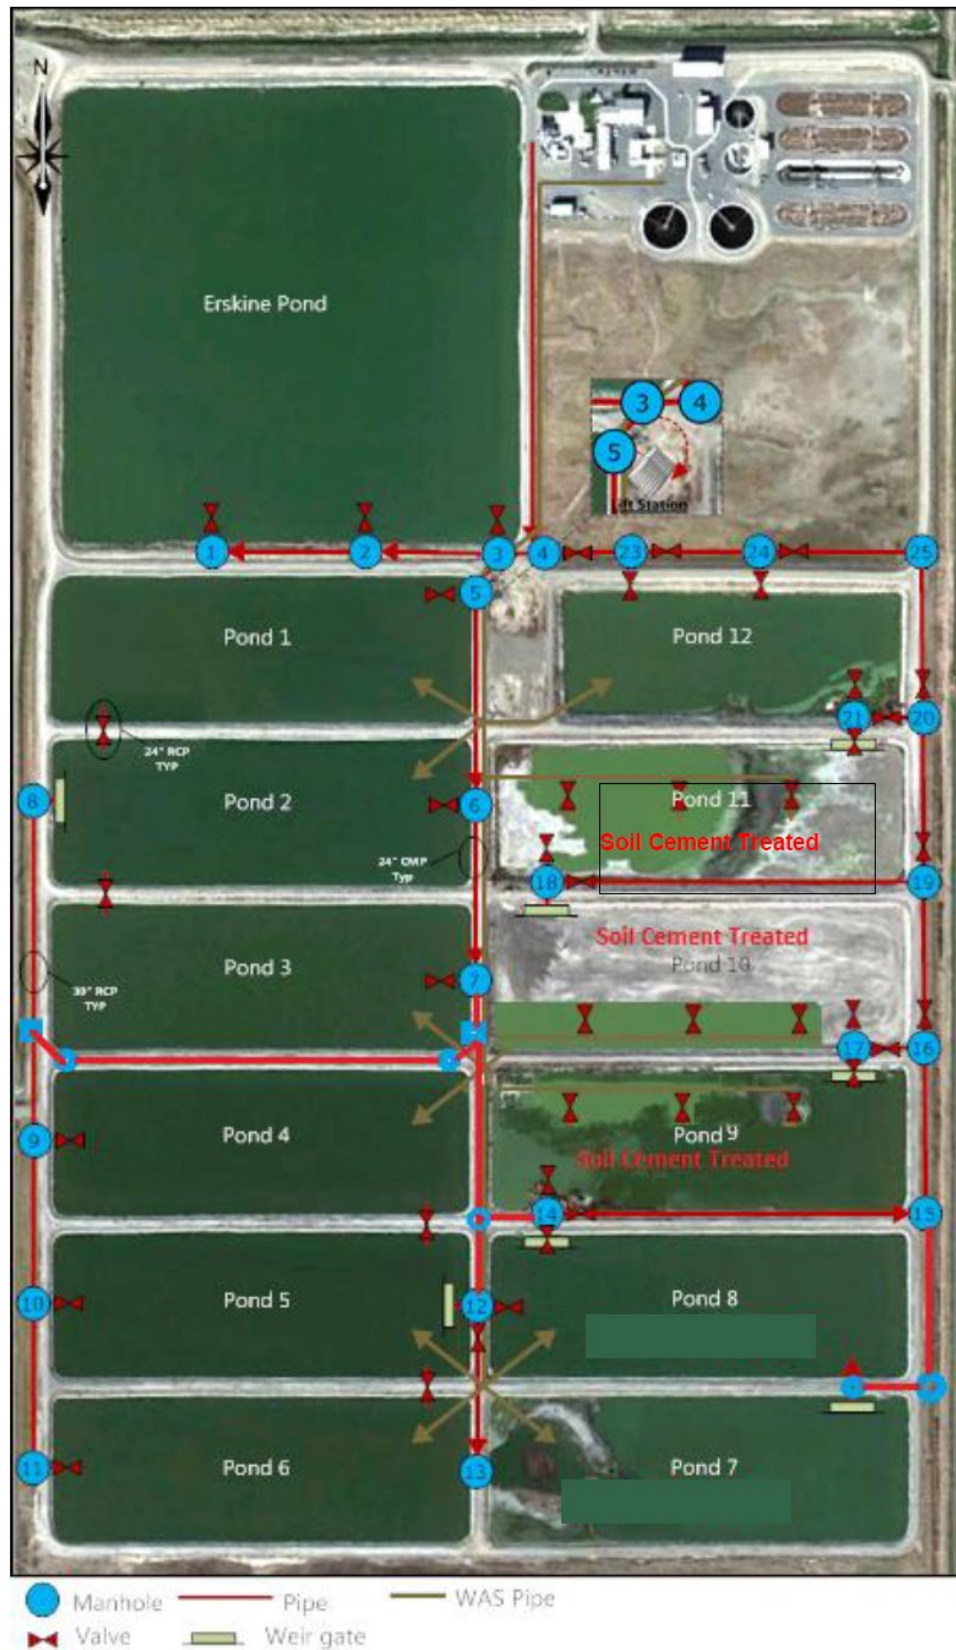 N
Erskine Pond
3
4
5
Lift Station
1
2
3
4
23
24
25
5
Pond 1
Pond 12
21
20
24" RCP
TYP
8
Pond 2
6
Pond 11
Soil Cement Treated
24" CMP
Typ
18
19
Soil Cement Treated
Pond 3
Pond 10
7
30" RCP
TYP
17
16
9
Pond 4
Pond 9
Soil Cement Treated
14
15
10
Pond 5
12
Pond 8
11
Pond 6
13
Pond 7
Manhole
Pipe
WAS Pipe
Valve
Weir gate